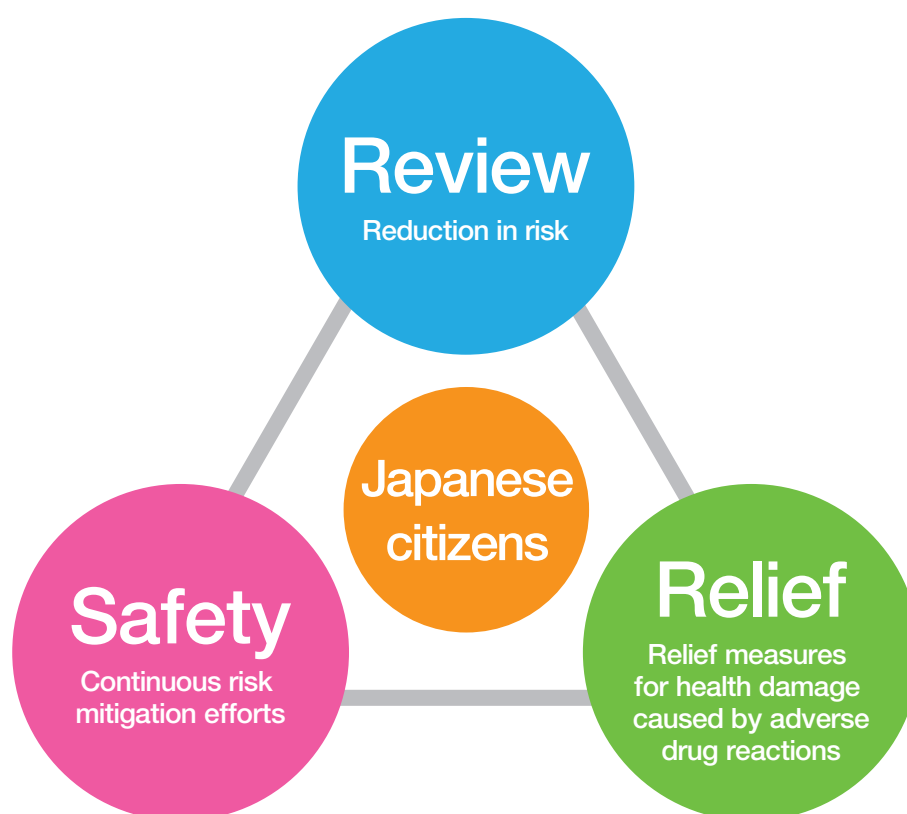 Review
Reduction in risk
Japanese
citizens
Safety
Continuous risk
mitigation efforts
Relief
Relief measures
for health damage
caused by adverse
drug reactions